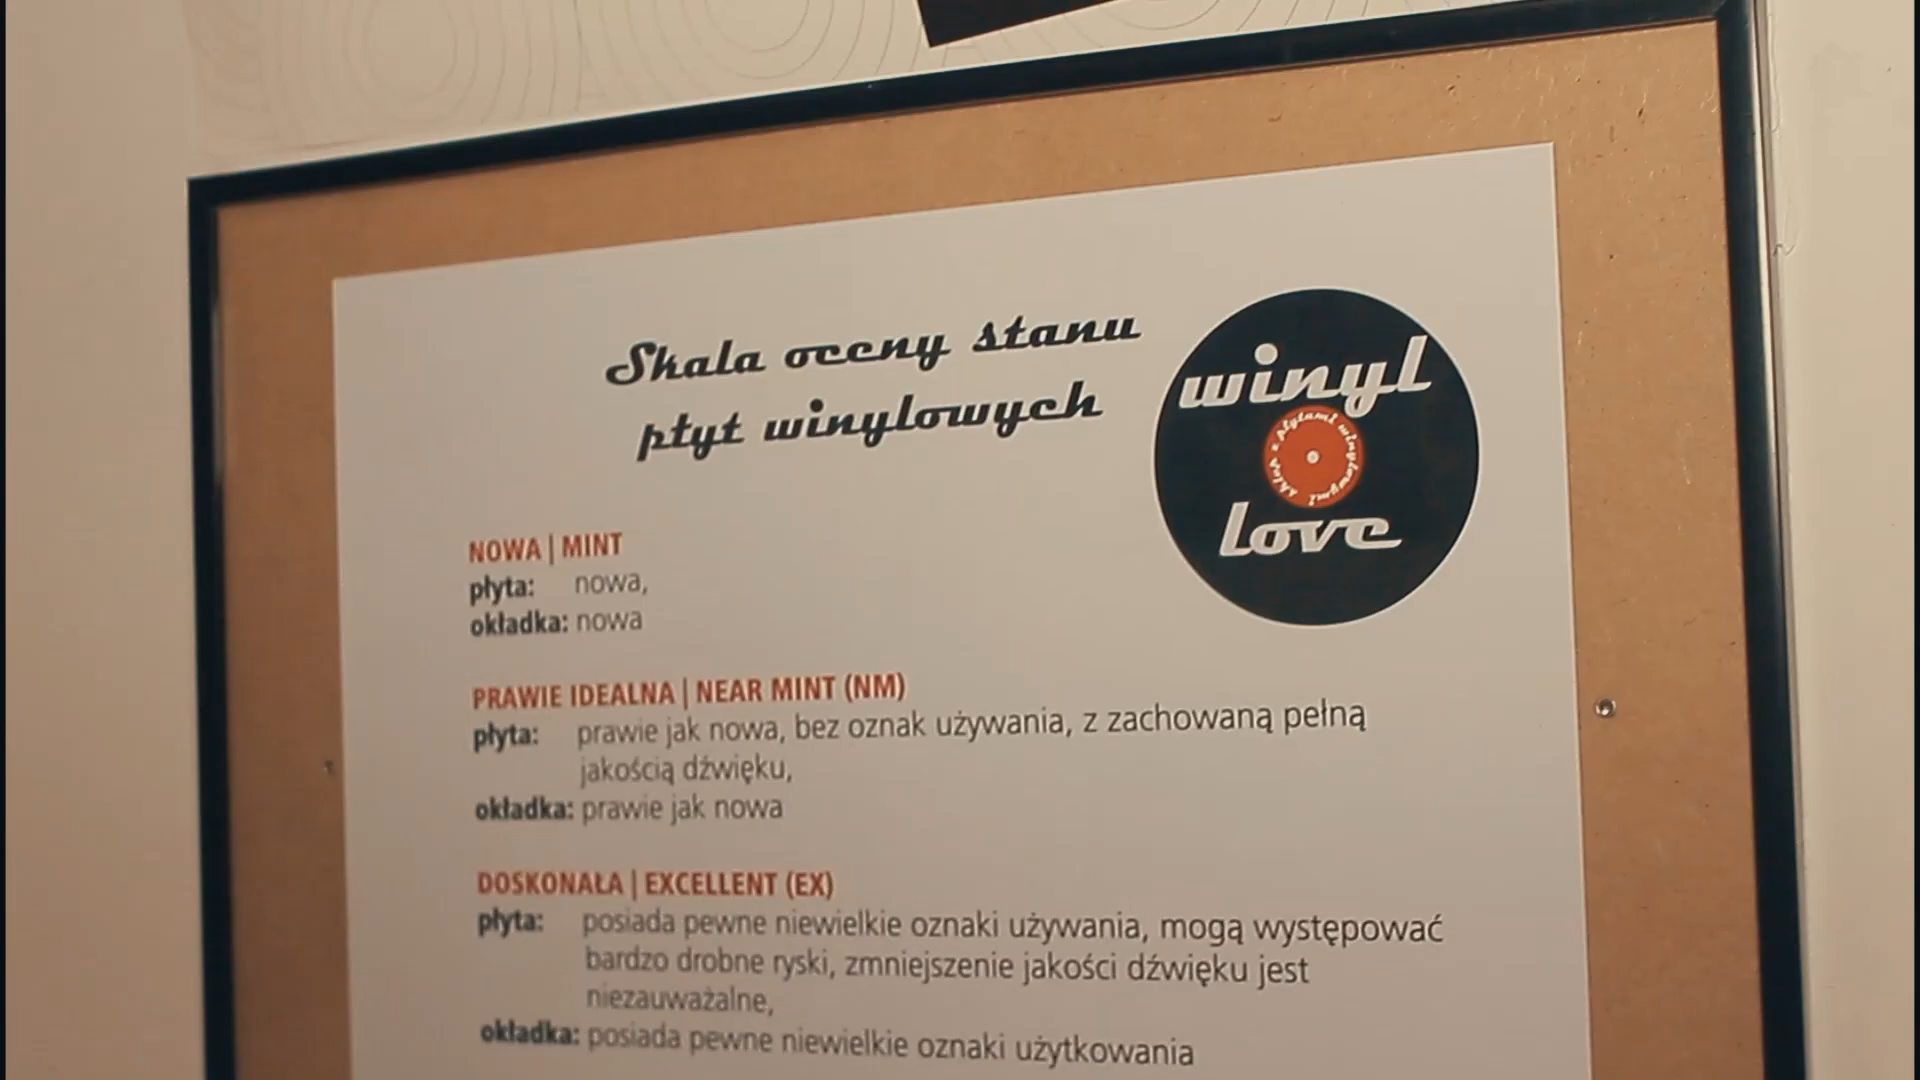 Skala oceny stanu
płyt winylowych
winyl
sklep z płytami winylowymi
love
NOWA | MINT
płyta: nowa,
okładka: nowa
PRAWIE IDEALNA | NEAR MINT (NM)
płyta: prawie jak nowa, bez oznak używania, z zachowaną pełną
jakością dźwięku,
okładka: prawie jak nowa
DOSKONAŁA | EXCELLENT (EX)
płyta: posiada pewne niewielkie oznaki używania, mogą występować
bardzo drobne ryski, zmniejszenie jakości dźwięku jest
niezauważalne,
okładka: posiada pewne niewielkie oznaki użytkowania